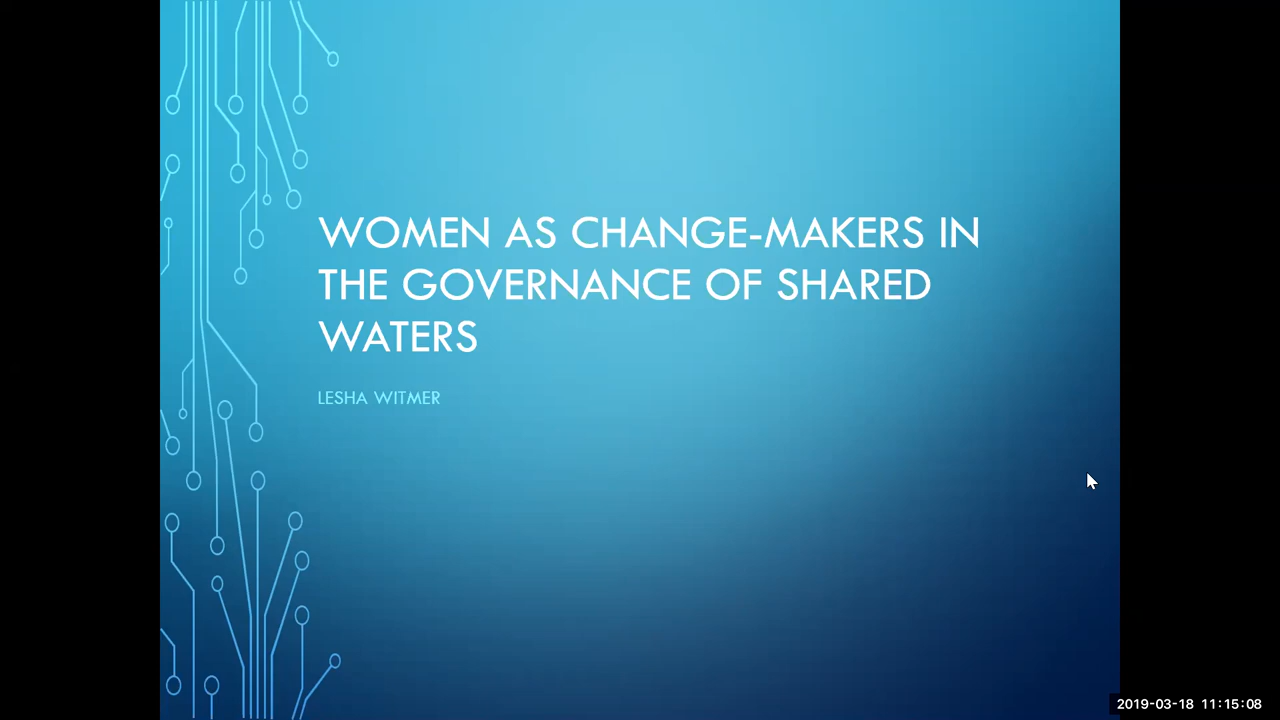 WOMEN AS CHANGE-MAKERS IN
THE GOVERNANCE OF SHARED
WATERS
LESHA WITMER
2019-03-18 11:15:08